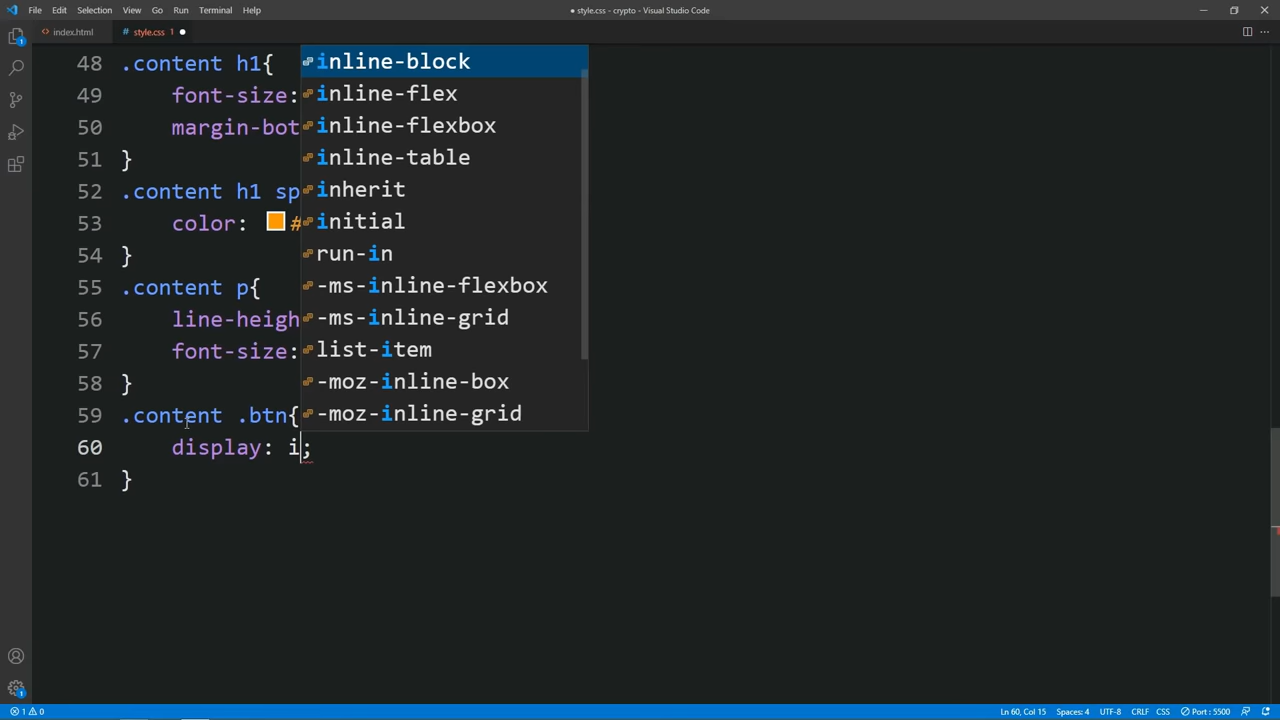 File Edit Selection View Go Run Terminal Help
● style.css - crypto - Visual Studio Code
index.html
# style.css 1 ●
48 .content h1{
49 font-size:
50 margin-bot
51 }
52 .content h1 sp
53 color: #
54 }
55 .content p{
56 line-heigh
57 font-size:
58 }
59 .content .btn{
60 display: i;
61 }
inline-block
inline-flex
inline-flexbox
inline-table
inherit
initial
run-in
-ms-inline-flexbox
-ms-inline-grid
list-item
-moz-inline-box
-moz-inline-grid
1
1
1 0
Ln 60, Col 15 Spaces: 4 UTF-8 CRLF CSS Port : 5500